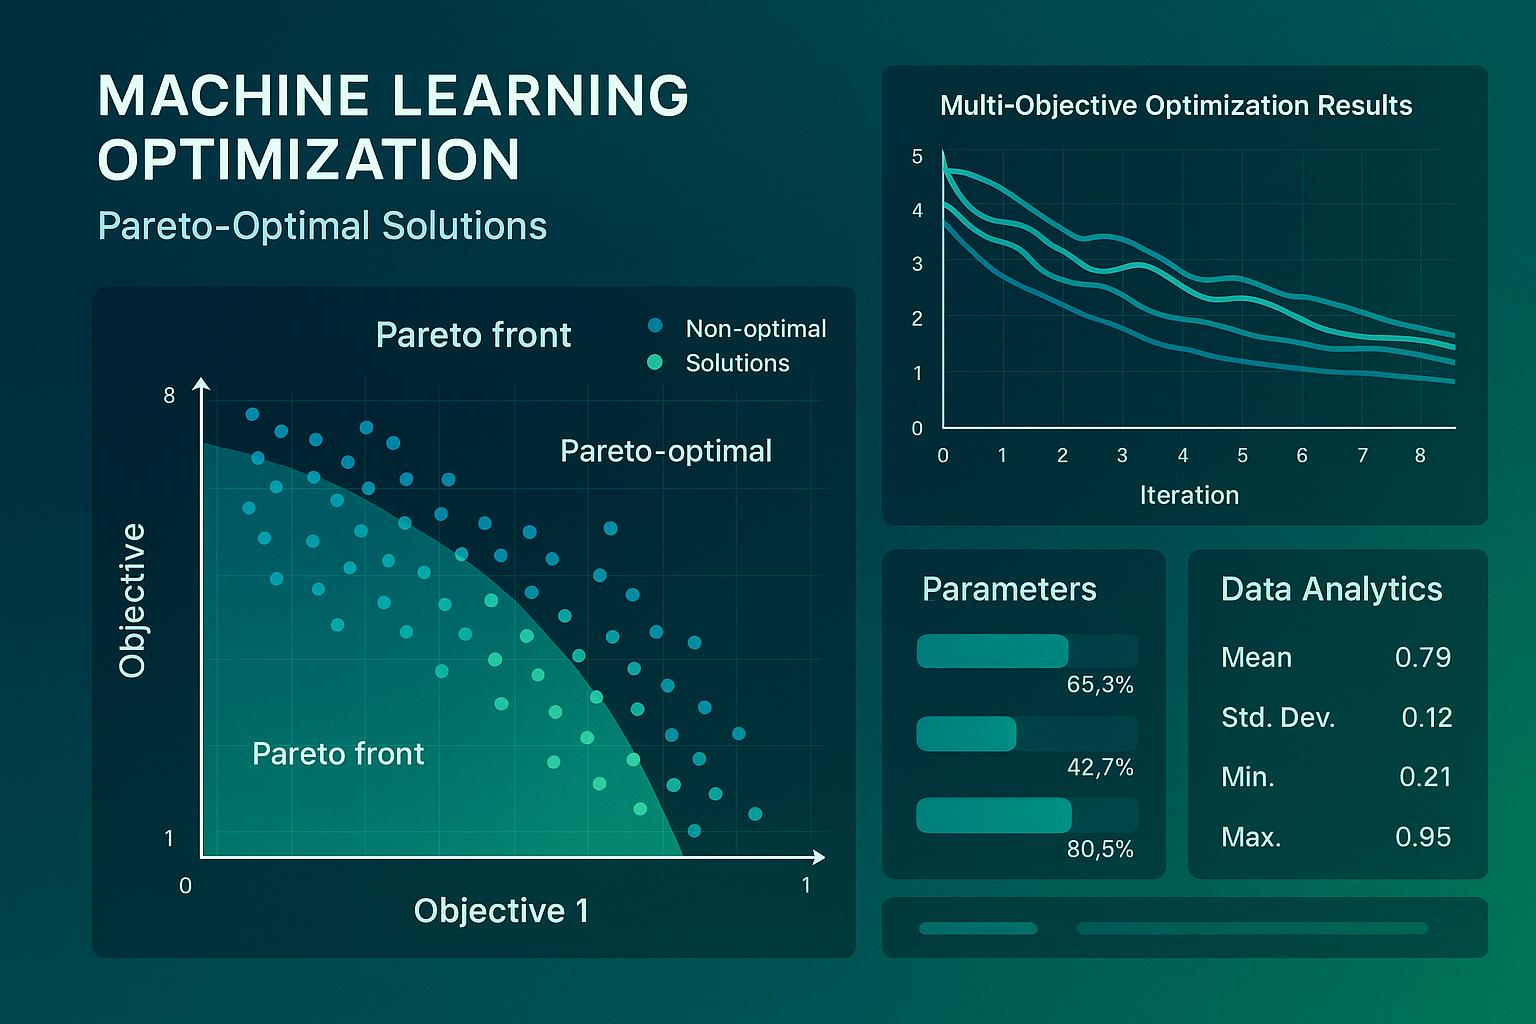 MACHINE LEARNING
OPTIMIZATION
Pareto-Optimal Solutions
Pareto front
Non-optimal
Solutions
8
Pareto-optimal
Objective
Pareto front
1
0
1
Objective 1
Multi-Objective Optimization Results
5
4
3
2
1
0
0 1 2 3 4 5 6 7 8
Iteration
Parameters
65,3%
42,7%
80,5%
Data Analytics
Mean 0.79
Std. Dev. 0.12
Min. 0.21
Max. 0.95